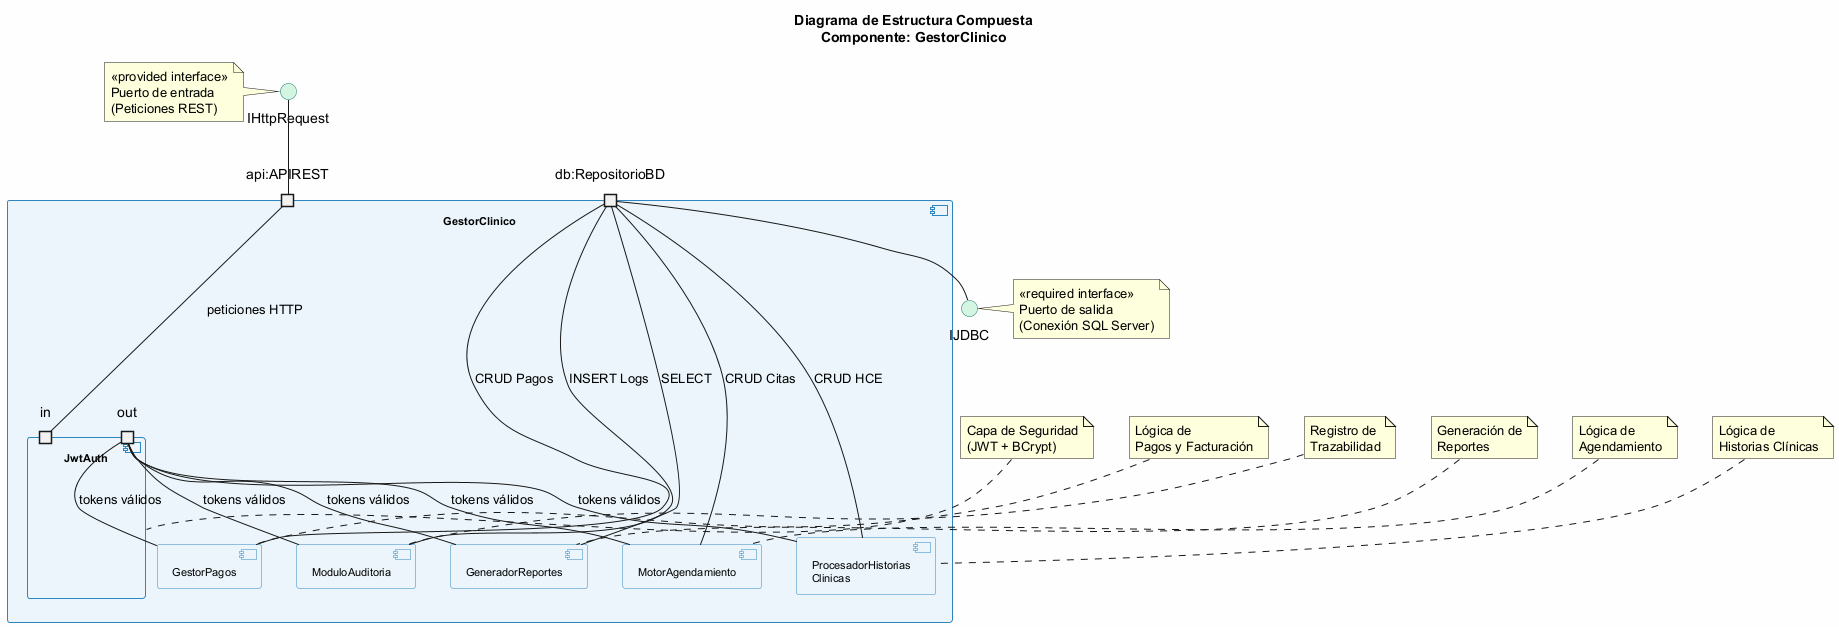 Diagrama de Estructura Compuesta
Componente: GestorClinico
«provided interface»
Puerto de entrada
(Peticiones REST)
IHttpRequest
api:APIREST
db:RepositorioBD
GestorClinico
«required interface»
Puerto de salida
(Conexión SQL Server)
IJDBC
peticiones HTTP
CRUD Pagos
INSERT Logs
SELECT
CRUD Citas
CRUD HCE
in
out
JwtAuth
Capa de Seguridad
(JWT + BCrypt)
Lógica de
Pagos y Facturación
Registro de
Trazabilidad
Generación de
Reportes
Lógica de
Agendamiento
Lógica de
Historias Clínicas
tokens válidos
tokens válidos
tokens válidos
tokens válidos
tokens válidos
GestorPagos
ModuloAuditoria
GeneradorReportes
MotorAgendamiento
ProcesadorHistorias
Clinicas